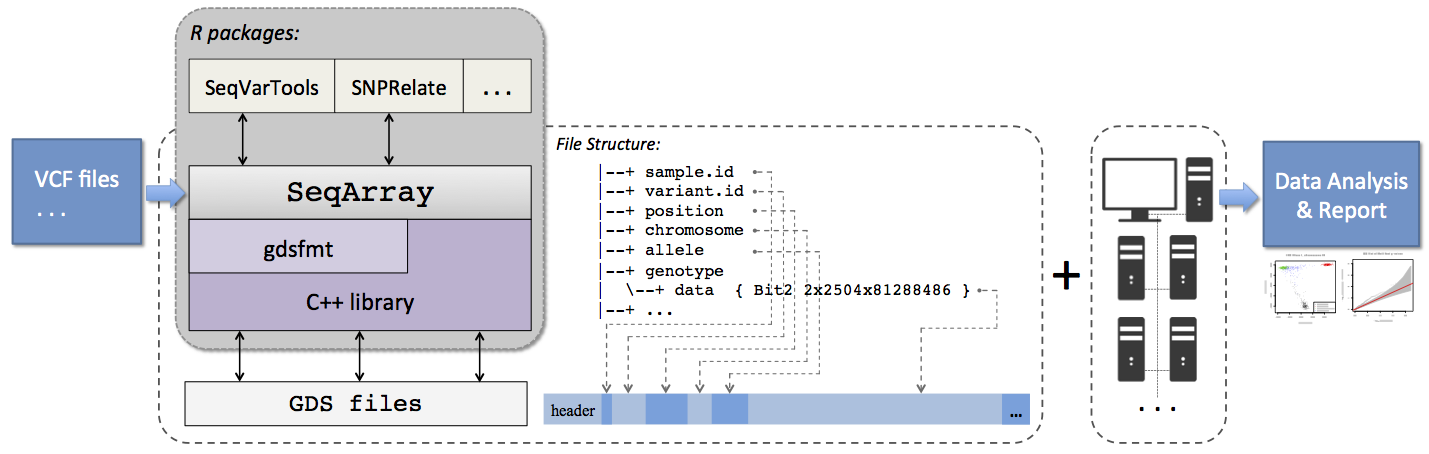 R packages:
SeqVarTools
SNPRelate
...
VCF files
...
SeqArray
gdsfmt
C++ library
GDS files
File Structure:
|--+ sample.id
|--+ variant.id
|--+ position
|--+ chromosome
|--+ allele
|--+ genotype
| \--+ data { Bit2 2x2504x81288486 }
|--+ ...
header
...
+
...
Data Analysis
& Report